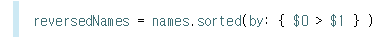 reversedNames = names.sorted(by: { $0 > $1 } )